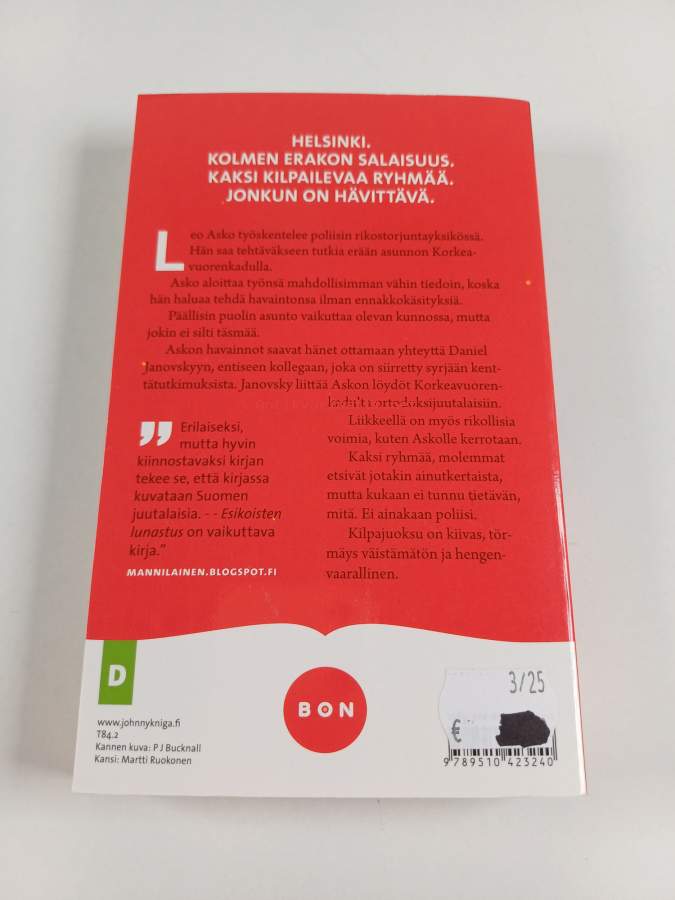 HELSINKI.
KOLMEN ERAKON SALAISUUS.
KAKSI KILPAILEVAA RYHMÄÄ.
JONKUN ON HÄVITTÄVÄ.
Leo Asko työskentelee poliisin rikostorjuntayksikössä.
Hän saa tehtäväkseen tutkia erään asunnon Korkea-
vuorenkadulla.
Asko aloittaa työnsä mahdollisimman vähin tiedoin, koska
hän haluaa tehdä havaintonsa ilman ennakkokäsityksiä.
Päällisin puolin asunto vaikuttaa olevan kunnossa, mutta
jokin ei silti täsmää.
Askon havainnot saavat hänet ottamaan yhteyttä Daniel
Janovskyyn, entiseen kollegaan, joka on siirretty syrjään kent-
tätutkimuksista. Janovsky liittää Askon löydöt Korkeavuoren-
kadulta ortodoksijuutalaisiin.
Liikkeellä on myös rikollisia
voimia, kuten Askolle kerrotaan.
Kaksi ryhmää, molemmat
etsivät jotakin ainutkertaista,
mutta kukaan ei tunnu tietävän,
mitä. Ei ainakaan poliisi.
Kilpajuoksu on kiivas, tör-
mäys väistämätön ja hengen-
vaarallinen.
" Erilaiseksi,
mutta hyvin
kiinnostavaksi kirjan
tekee se, että kirjassa
kuvataan Suomen
juutalaisia. - - Esikoisten
lunastus on vaikuttava
kirja.”
MANNILAINEN.BLOGSPOT.FI
D
www.johnnykniga.fi
T84.2
Kannen kuva: P J Bucknall
Kansi: Martti Ruokonen
BON
3/25
€
9 789510 423240